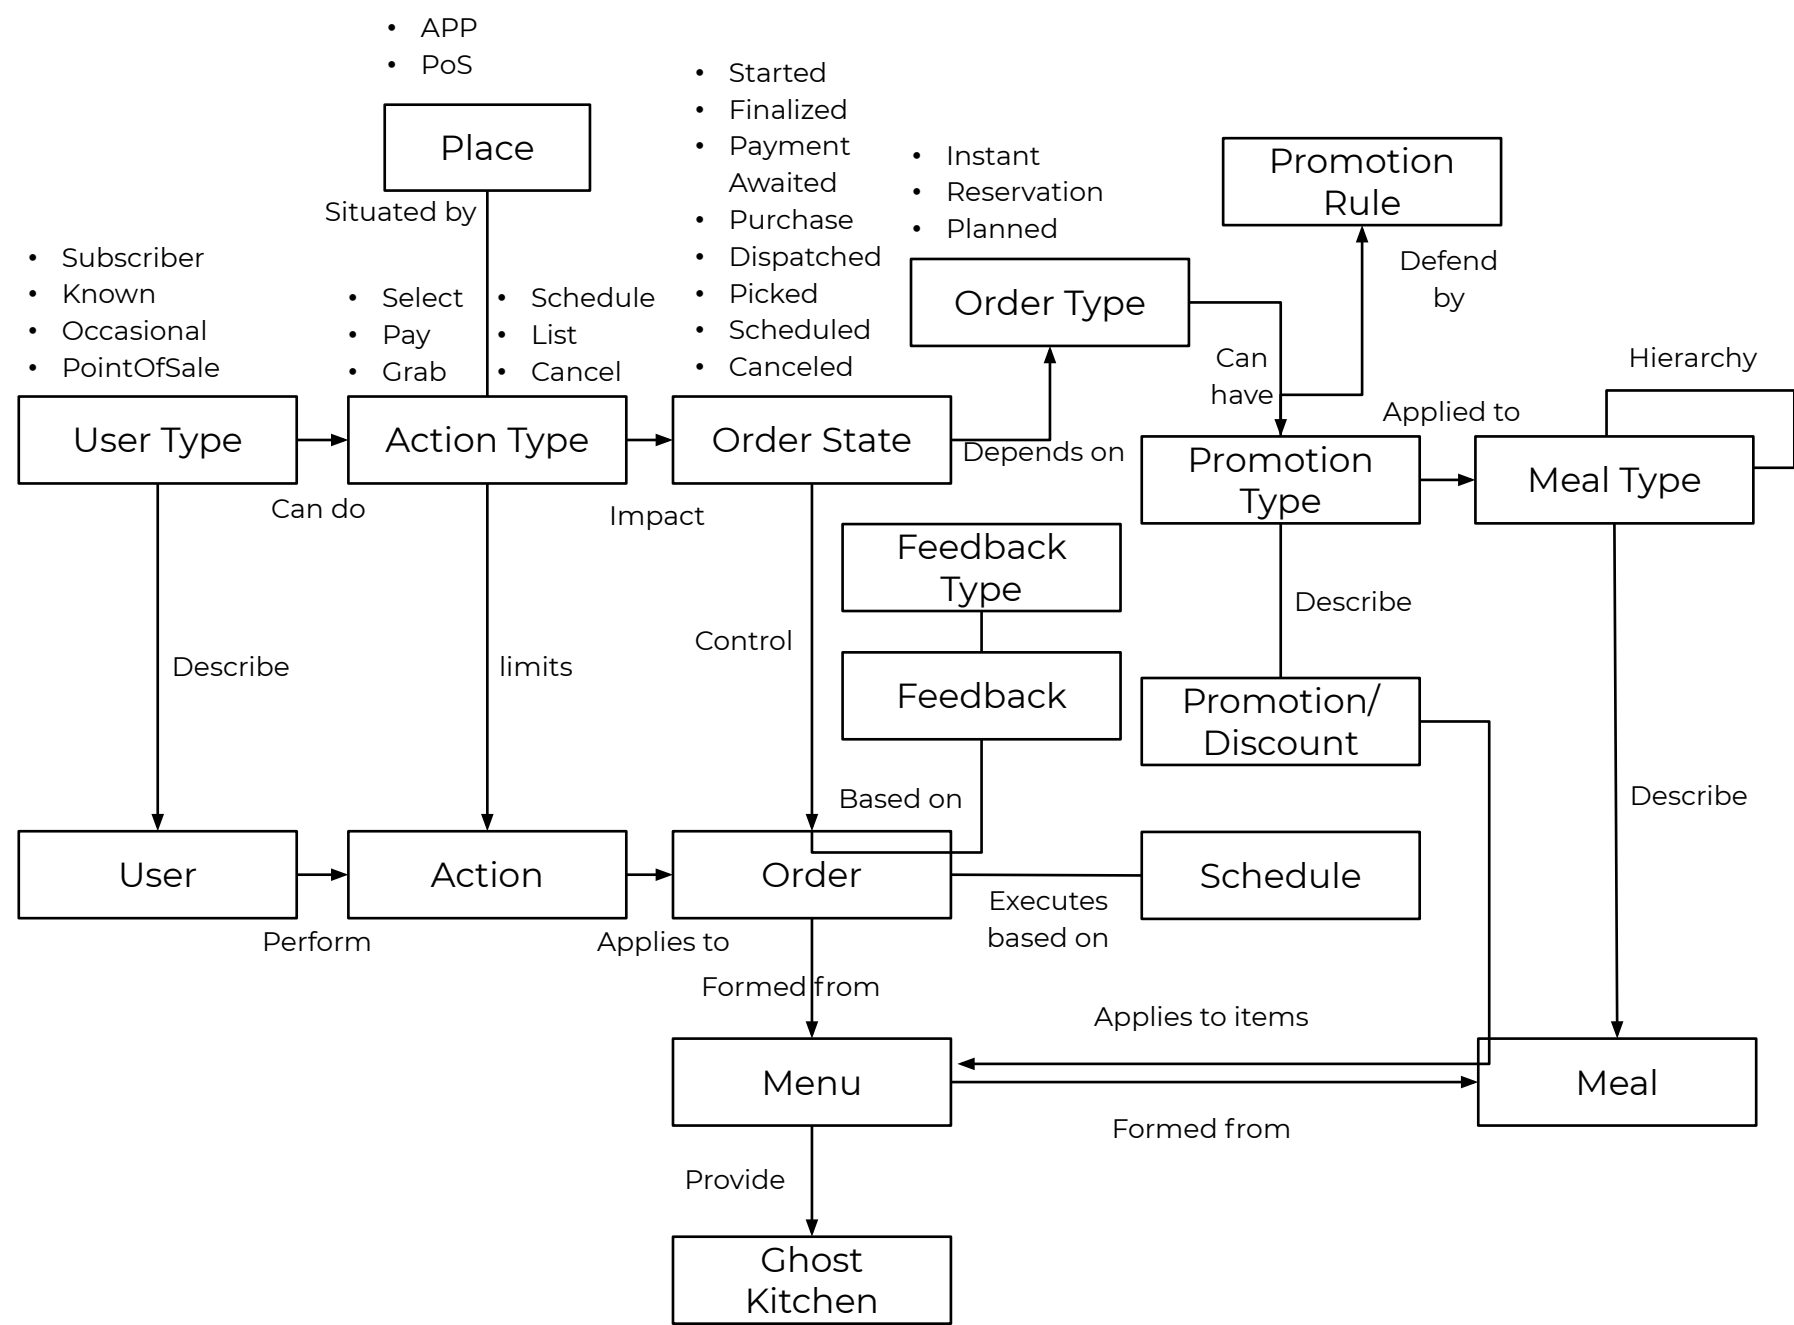 • APP
• PoS
Place
Situated by
• Subscriber
• Known
• Occasional
• PointOfSale
• Select
• Pay
• Grab
• Schedule
• List
• Cancel
• Started
• Finalized
• Payment
Awaited
• Purchase
• Dispatched
• Picked
• Scheduled
• Canceled
• Instant
• Reservation
• Planned
Order Type
Promotion
Rule
Defend
by
Can
have
Hierarchy
Applied to
User Type
Action Type
Order State
Depends on
Promotion
Type
Meal Type
Can do
Impact
Feedback
Type
Describe
Describe
limits
Control
Feedback
Promotion/
Discount
Based on
Describe
User
Action
Order
Schedule
Executes
based on
Perform
Applies to
Formed from
Applies to items
Menu
Meal
Formed from
Provide
Ghost
Kitchen